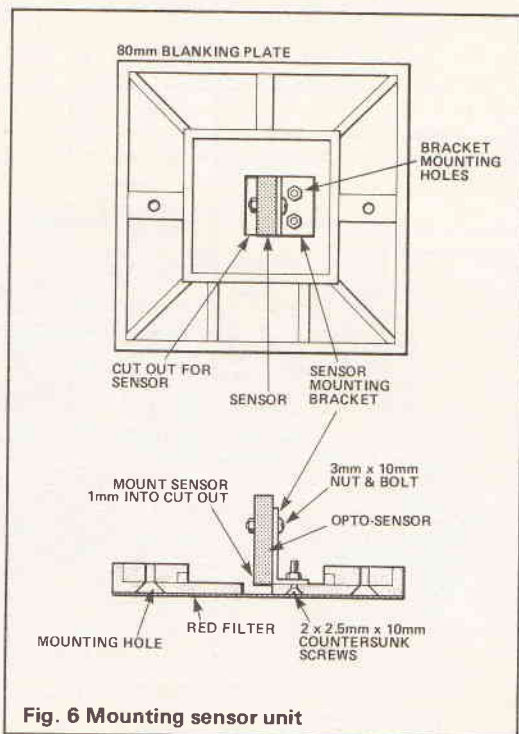 80mm BLANKING PLATE
BRACKET
MOUNTING
HOLES
CUT OUT FOR
SENSOR
SENSOR
SENSOR
MOUNTING
BRACKET
MOUNT SENSOR
1mm INTO CUT OUT
3mm x 10mm
NUT & BOLT
OPTO-SENSOR
MOUNTING HOLE
RED FILTER
2 x 2.5mm x 10mm
COUNTERSUNK
SCREWS
Fig. 6 Mounting sensor unit